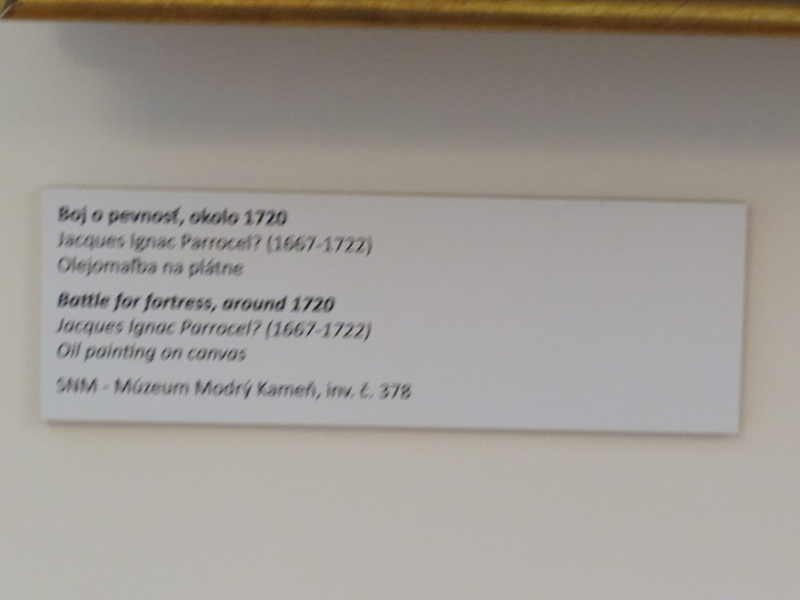 Boj o pevnosť, okolo 1720
Jacques Ignac Parrocel? (1667-1722)
Olejomaľba na plátne
Battle for fortress, around 1720
Jacques Ignac Parrocel? (1667-1722)
Oil painting on canvas
SNM - Múzeum Modrý Kameň, inv. č. 378